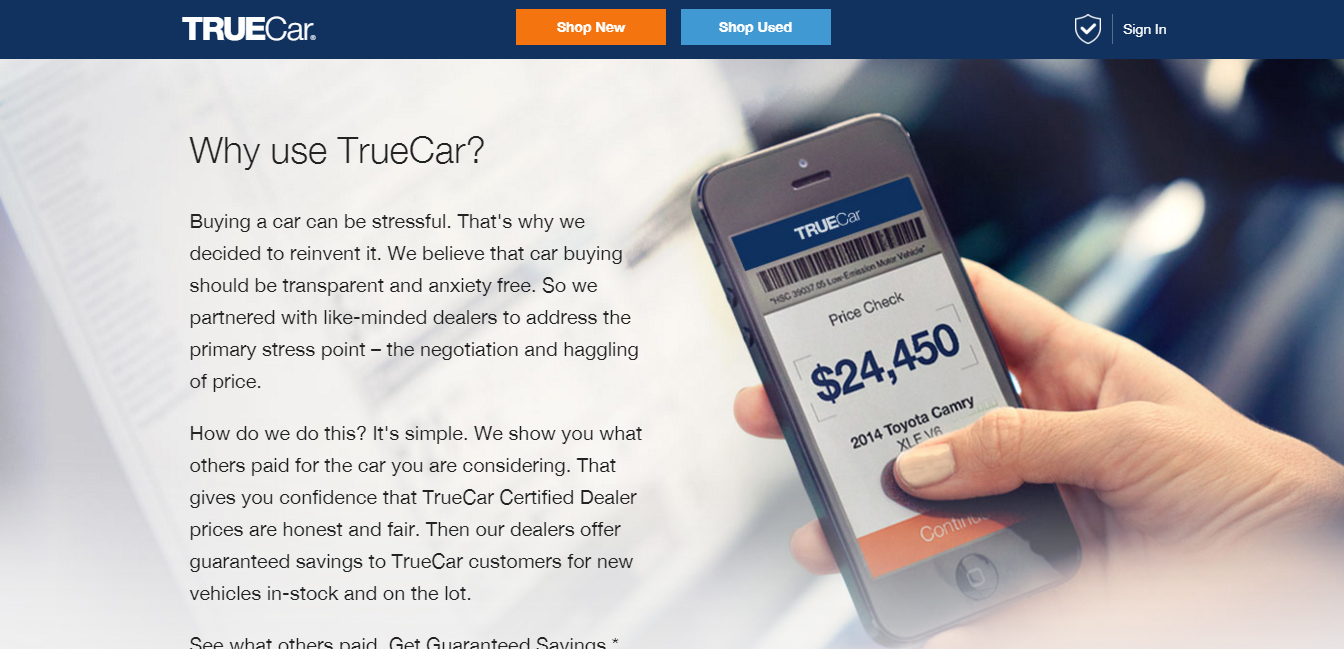 TRUECar®
Shop New
Shop Used
Sign In
Why use TrueCar?
Buying a car can be stressful. That's why we
decided to reinvent it. We believe that car buying
should be transparent and anxiety free. So we
partnered with like-minded dealers to address the
primary stress point – the negotiation and haggling
of price.
How do we do this? It's simple. We show you what
others paid for the car you are considering. That
gives you confidence that TrueCar Certified Dealer
prices are honest and fair. Then our dealers offer
guaranteed savings to TrueCar customers for new
vehicles in-stock and on the lot.
See what others paid. Get Guaranteed Savings.*
TRUECar
*HSC 39037.05 Low-Emission Motor Vehicle*
Price Check
$24,450
2014 Toyota Camry
XLE V6